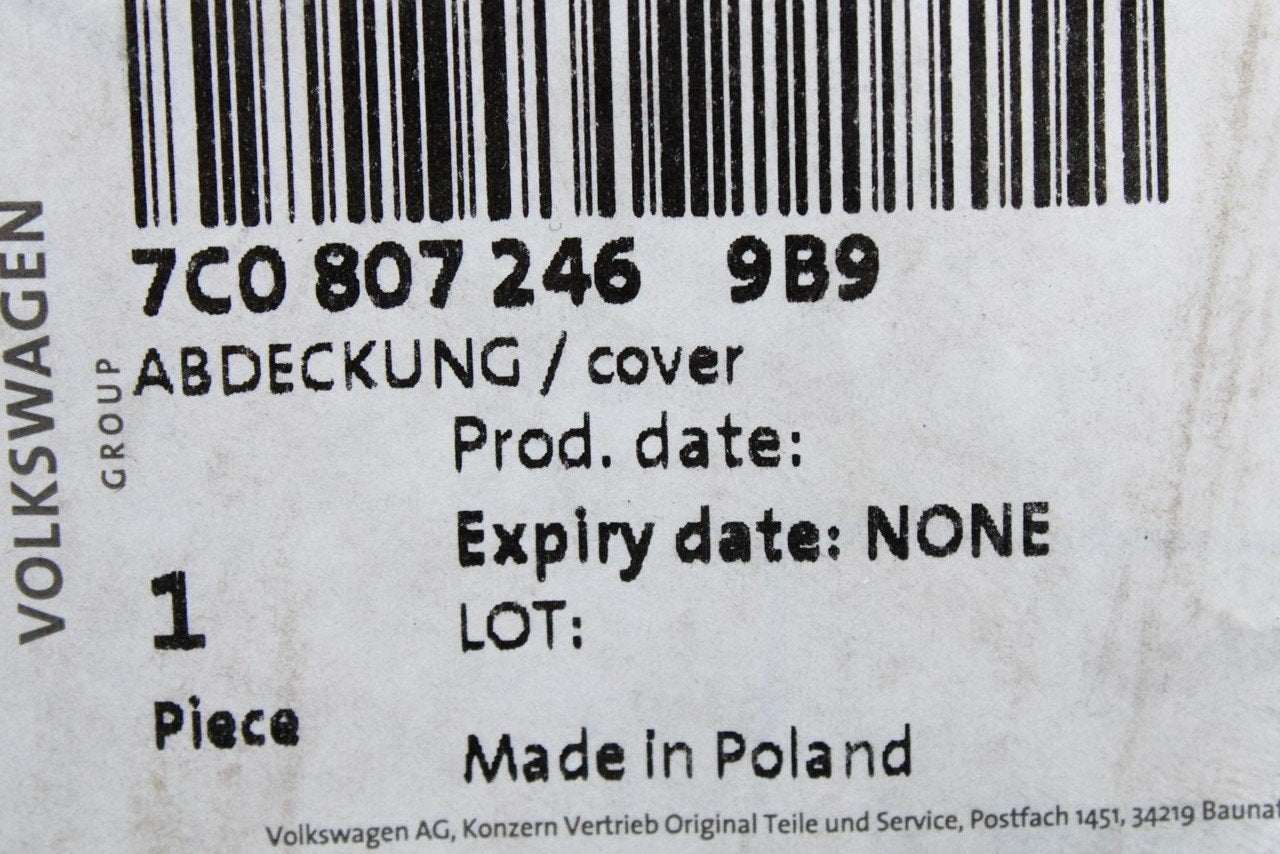 VOLKSWAGEN
GROUP
7C0 807 246 9B9
ABDECKUNG / cover
Prod. date:
Expiry date: NONE
1
LOT:
Piece
Made in Poland
Volkswagen AG, Konzern Vertrieb Original Teile und Service, Postfach 1451, 34219